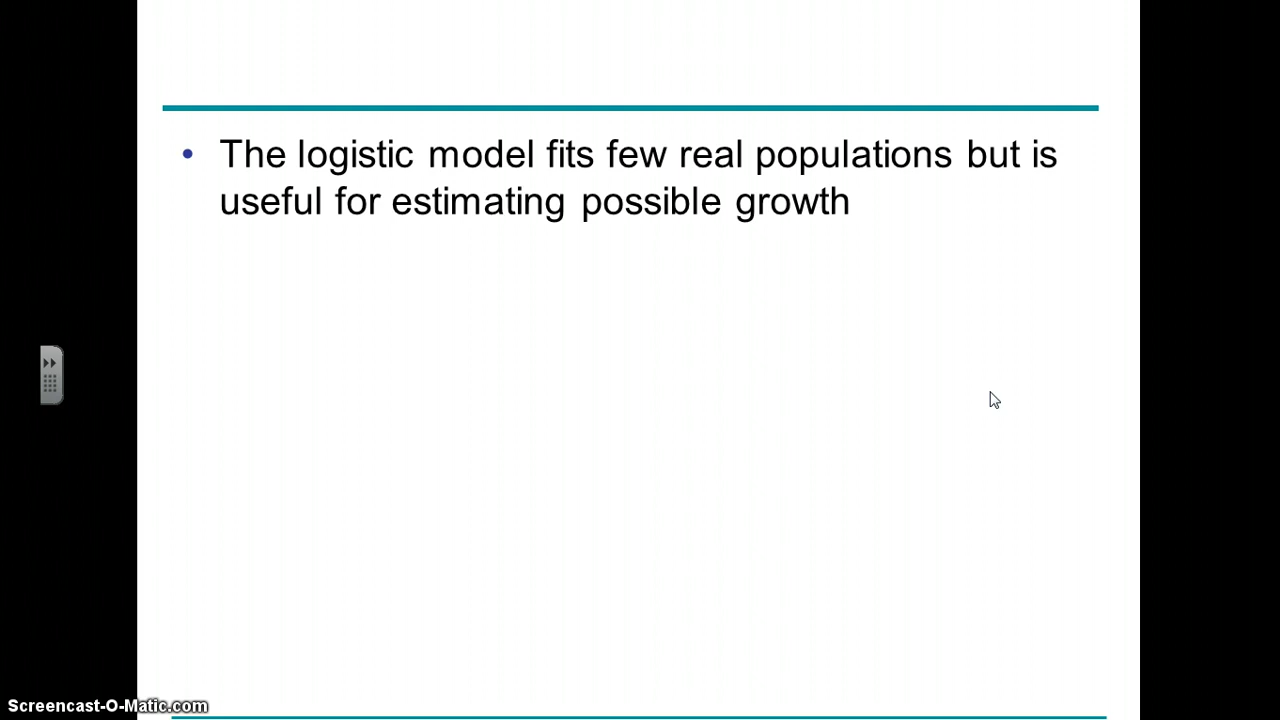 • The logistic model fits few real populations but is
useful for estimating possible growth
Screencast-O-Matic.com